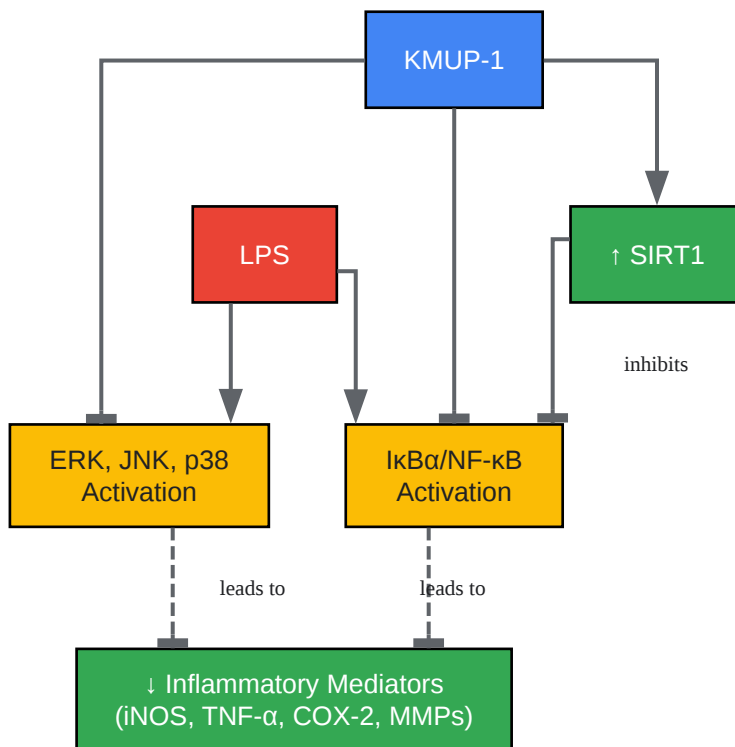 KMUP-1
LPS
↑ SIRT1
inhibits
ERK, JNK, p38
Activation
IκBα/NF-κB
Activation
leads to
leads to
↓ Inflammatory Mediators
(iNOS, TNF-α, COX-2, MMPs)